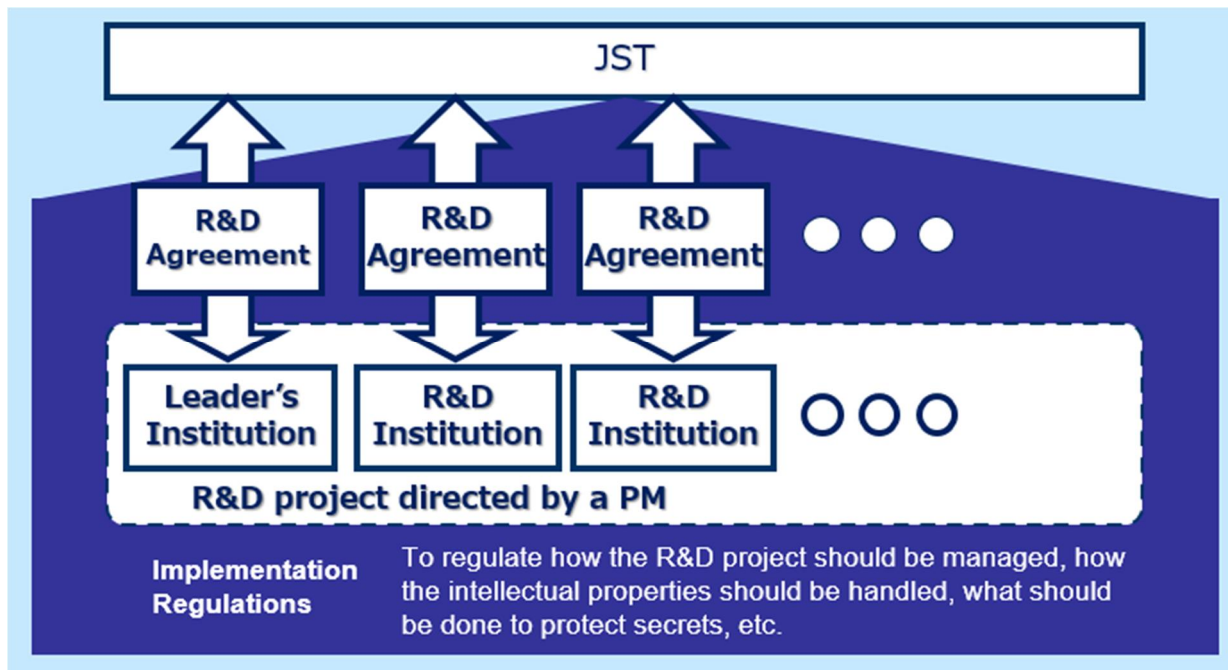 JST
R&D
Agreement
R&D
Agreement
R&D
Agreement
Leader's
Institution
R&D
Institution
R&D
Institution
R&D project directed by a PM
Implementation
Regulations
To regulate how the R&D project should be managed, how
the intellectual properties should be handled, what should
be done to protect secrets, etc.